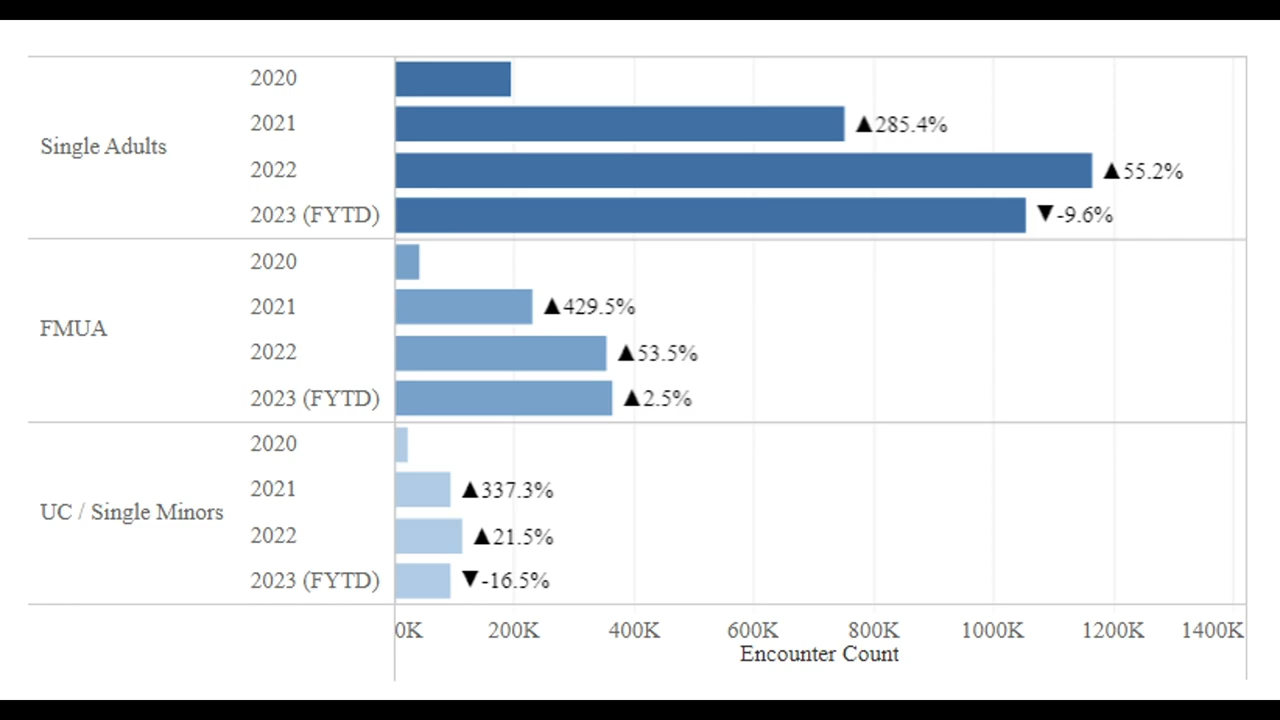 2020
2021
▲285.4%
Single Adults
2022
▲55.2%
2023 (FYTD)
▼-9.6%
2020
2021
▲429.5%
FMUA
2022
▲53.5%
2023 (FYTD)
▲2.5%
2020
2021
▲337.3%
UC / Single Minors
2022
▲21.5%
2023 (FYTD)
▼-16.5%
0K 200K 400K 600K 800K 1000K 1200K 1400K
Encounter Count